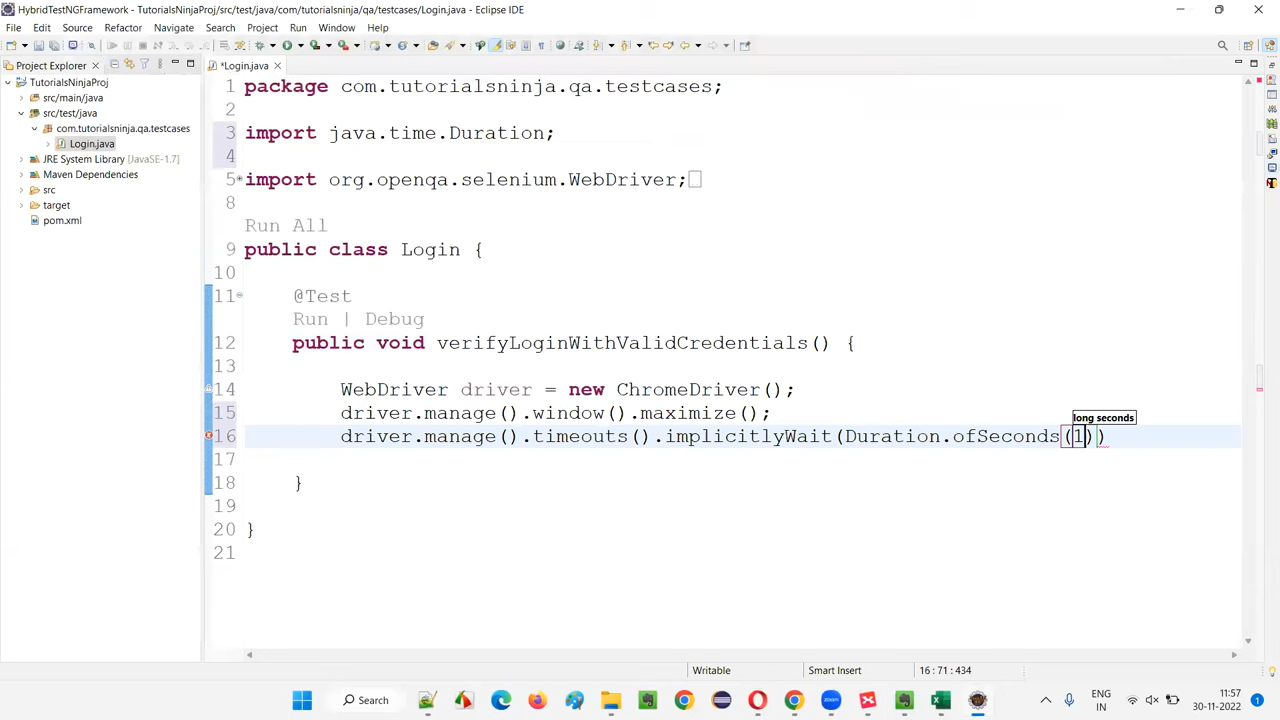 HybridTestNGFramework - TutorialsNinjaProj/src/test/java/com/tutorialsninja/qa/testcases/Login.java - Eclipse IDE
File Edit Source Refactor Navigate Search Project Run Window Help
Project Explorer
*Login.java
TutorialsNinjaProj
src/main/java
src/test/java
com.tutorialsninja.qa.testcases
Login.java
JRE System Library [JavaSE-1.7]
Maven Dependencies
src
target
pom.xml
1 package com.tutorialsninja.qa.testcases;
2
3 import java.time.Duration;
4
5 import org.openqa.selenium.WebDriver;
8
Run All
9 public class Login {
10
11 @Test
Run | Debug
12 public void verifyLoginWithValidCredentials() {
13
14 WebDriver driver = new ChromeDriver();
15 driver.manage().window().maximize();
long seconds
16 driver.manage().timeouts().implicitlyWait(Duration.ofSeconds(1))
17
18 }
19
20 }
21
Writable Smart Insert 16 : 71 : 434
Search
zoom
ENG
IN
11:57
30-11-2022
1